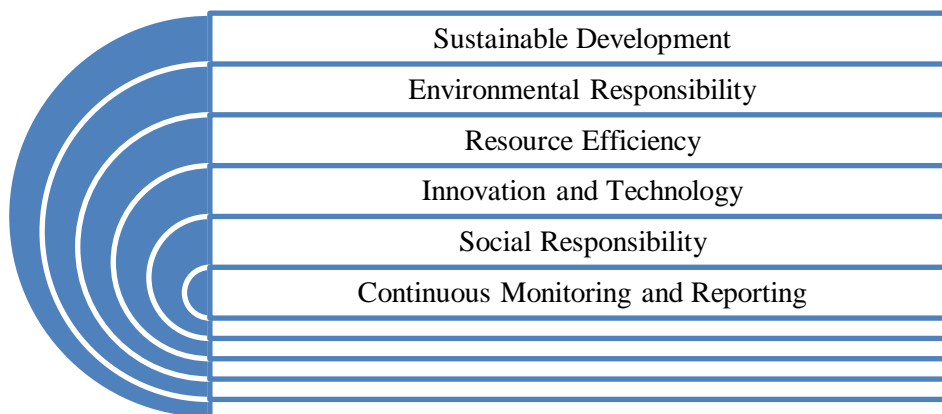 Sustainable Development
Environmental Responsibility
Resource Efficiency
Innovation and Technology
Social Responsibility
Continuous Monitoring and Reporting